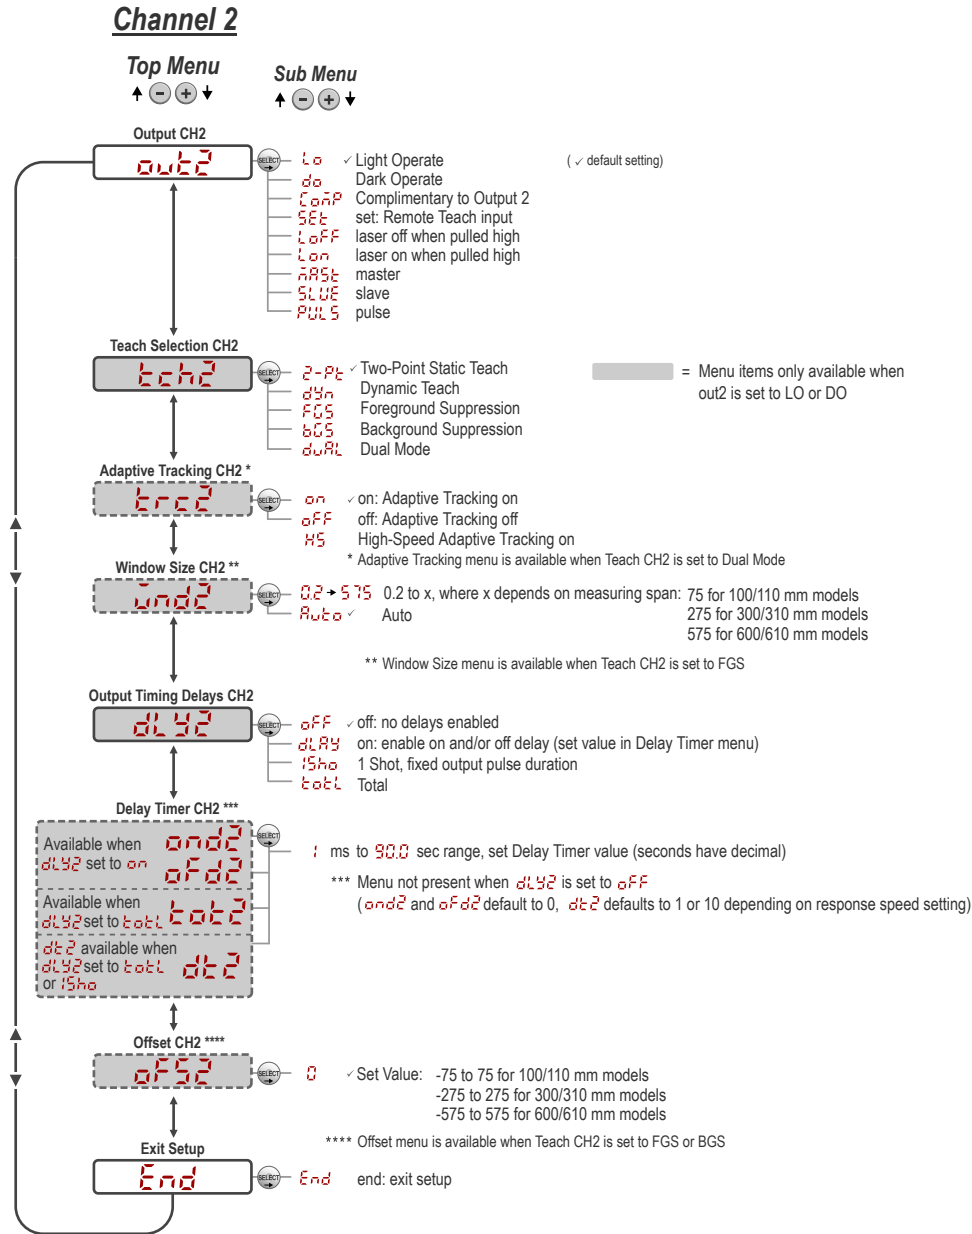 Channel 2
Top Menu
Sub Menu
- +
- +
Output CH2
out2
SELECT
Lo ✓ Light Operate
( ✓ default setting)
do Dark Operate
ComP Complimentary to Output 2
SEt set: Remote Teach input
LoFF laser off when pulled high
Lon laser on when pulled high
mASt master
SLVE slave
PULS pulse
Teach Selection CH2
tch2
SELECT
2-Pt ✓ Two-Point Static Teach
dYn Dynamic Teach
FGS Foreground Suppression
bGS Background Suppression
duAL Dual Mode
= Menu items only available when
out2 is set to LO or DO
Adaptive Tracking CH2 *
trc2
SELECT
on ✓ on: Adaptive Tracking on
oFF off: Adaptive Tracking off
HS High-Speed Adaptive Tracking on
* Adaptive Tracking menu is available when Teach CH2 is set to Dual Mode
Window Size CH2 **
wnd2
SELECT
0.2 → 575 0.2 to x, where x depends on measuring span: 75 for 100/110 mm models
Auto ✓ Auto
275 for 300/310 mm models
575 for 600/610 mm models
** Window Size menu is available when Teach CH2 is set to FGS
Output Timing Delays CH2
dLY2
SELECT
oFF ✓ off: no delays enabled
dLAY on: enable on and/or off delay (set value in Delay Timer menu)
1Sho 1 Shot, fixed output pulse duration
totL Total
Delay Timer CH2 ***
Available when
dLY2 set to on
ond2
oFd2
SELECT
1 ms to 90.0 sec range, set Delay Timer value (seconds have decimal)
*** Menu not present when dLY2 is set to oFF
( ond2 and oFd2 default to 0, dt2 defaults to 1 or 10 depending on response speed setting)
Available when
dLY2 set to totL
tot2
dt2 available when
dLY2 set to totL
or 1Sho
dt2
Offset CH2 ****
oFS2
SELECT
0 ✓ Set Value: -75 to 75 for 100/110 mm models
-275 to 275 for 300/310 mm models
-575 to 575 for 600/610 mm models
**** Offset menu is available when Teach CH2 is set to FGS or BGS
Exit Setup
End
SELECT
End end: exit setup